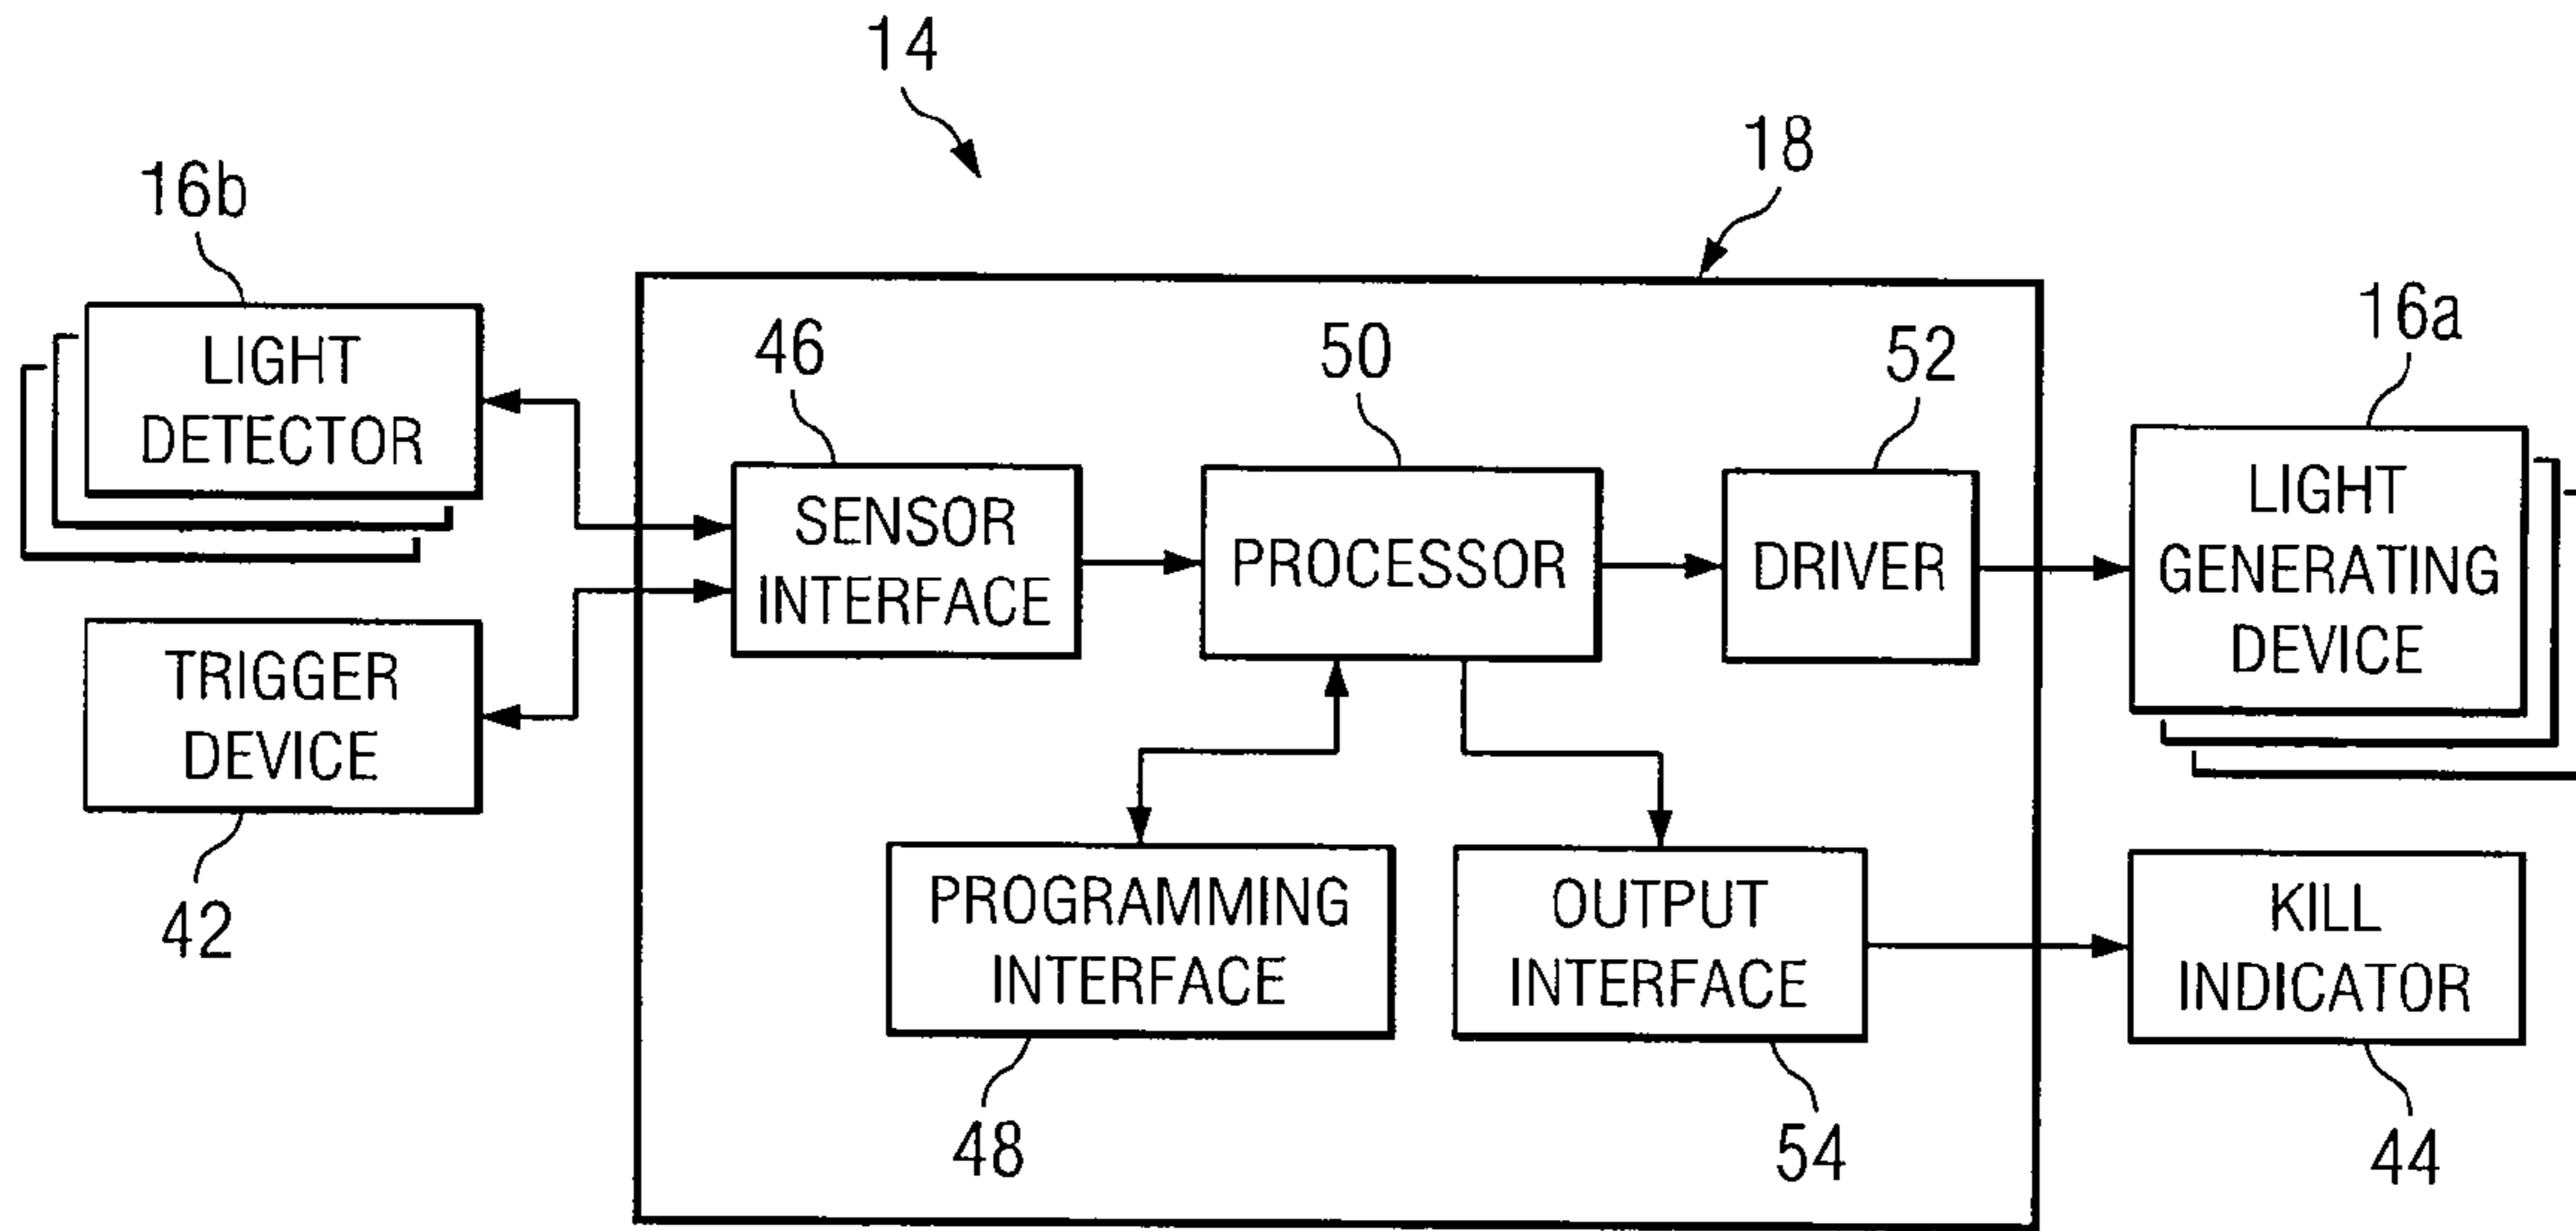 14
18
16b
LIGHT
DETECTOR
46
50
52
16a
SENSOR
INTERFACE
PROCESSOR
DRIVER
LIGHT
GENERATING
DEVICE
TRIGGER
DEVICE
42
PROGRAMMING
INTERFACE
48
OUTPUT
INTERFACE
54
KILL
INDICATOR
44